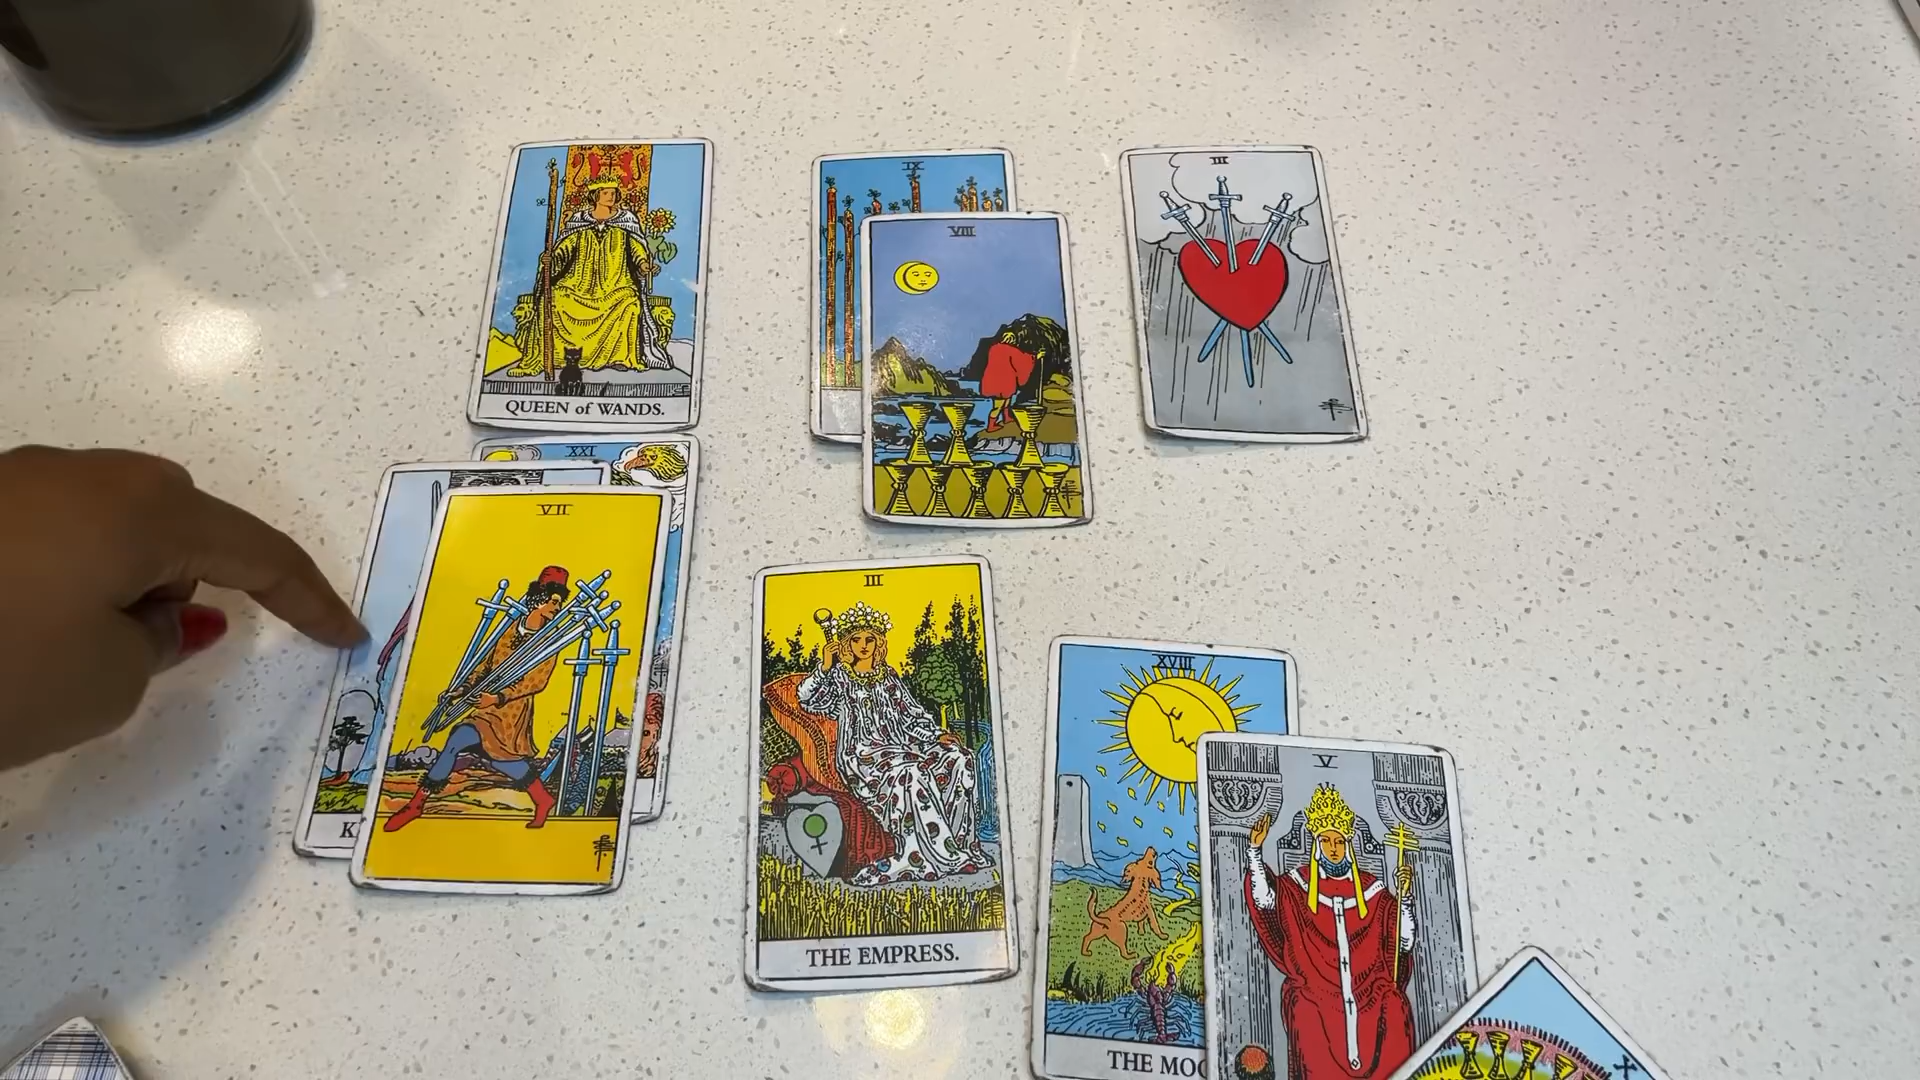 QUEEN of WANDS.
IX
VIII
III
XXI
VII
K
III
THE EMPRESS.
XVIII
THE MOO
V